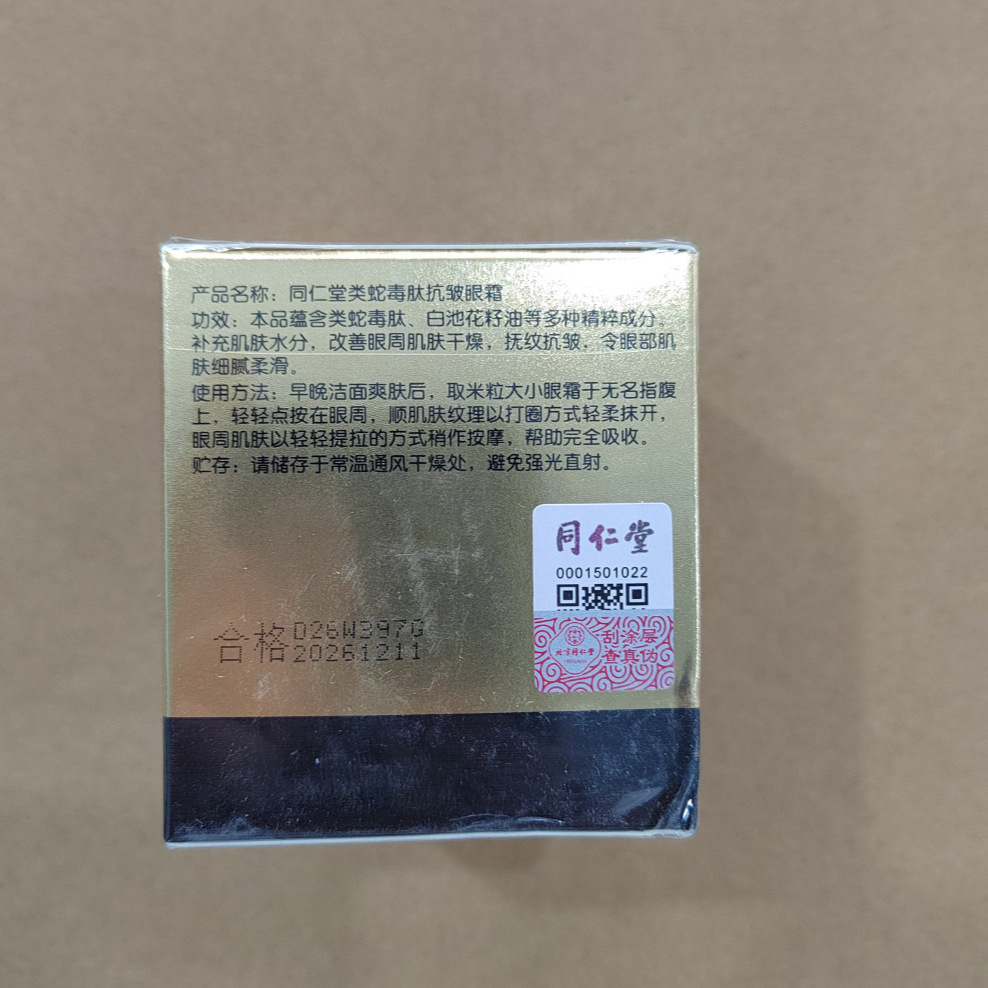 产品名称：同仁堂类蛇毒肽抗皱眼霜
功效：本品蕴含类蛇毒肽、白池花籽油等多种精粹成分，
补充肌肤水分，改善眼周肌肤干燥，抚纹抗皱，令眼部肌
肤细腻柔滑。
使用方法：早晚洁面爽肤后，取米粒大小眼霜于无名指腹
上，轻轻点按在眼周，顺肌肤纹理以打圈方式轻柔抹开，
眼周肌肤以轻轻提拉的方式稍作按摩，帮助完全吸收。
贮存：请储存于常温通风干燥处，避免强光直射。
同仁堂
0001501022
北京同仁堂
刮涂层
查真伪
合格
D26W397G
20261211